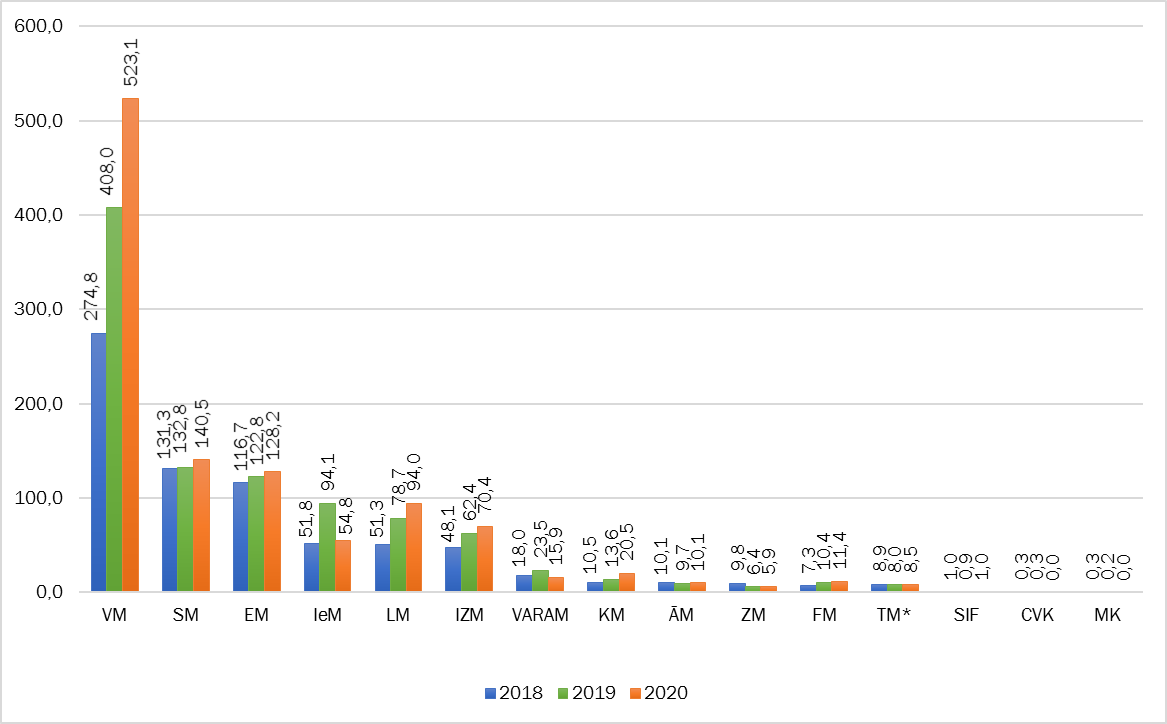 600,0
500,0
400,0
300,0
200,0
100,0
0,0
274,8 408,0 523,1
131,3 132,8 140,5
116,7 122,8 128,2
51,8 94,1 54,8
51,3 78,7 94,0
48,1 62,4 70,4
18,0 23,5 15,9
10,5 13,6 20,5
10,1 9,7 10,1
9,8 6,4 5,9
7,3 10,4 11,4
8,9 8,0 8,5
1,0 0,9 1,0
0,3 0,3 0,0
0,3 0,2 0,0
VM SM EM IeM LM IZM VARAM KM ĀM ZM FM TM* SIF CVK MK
2018 2019 2020